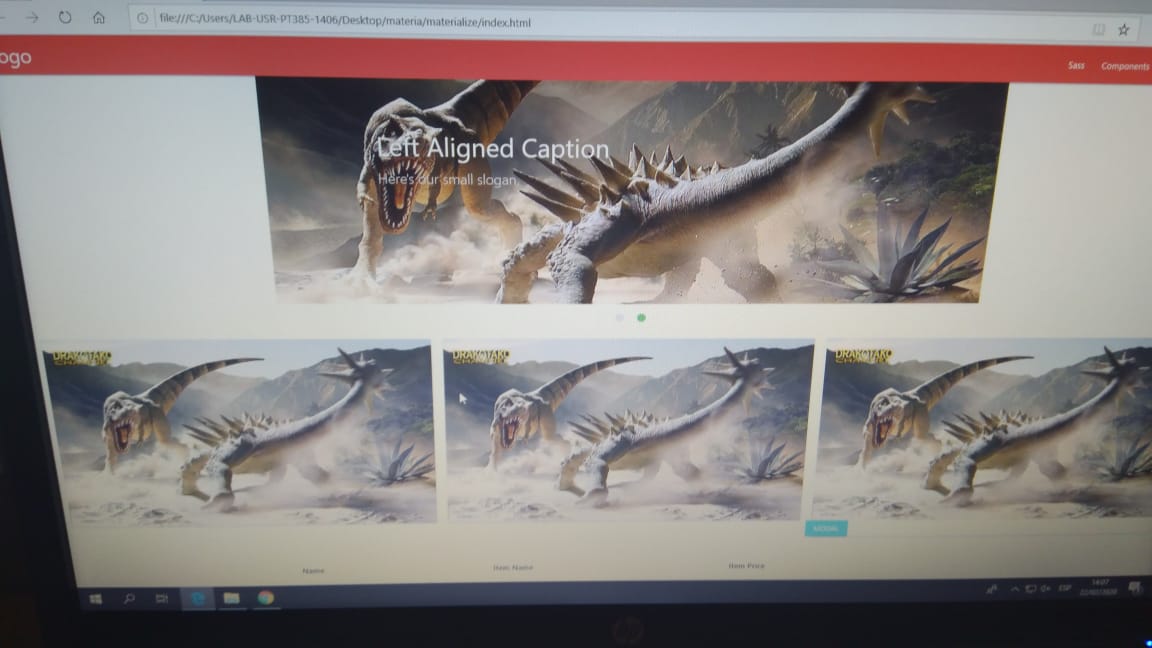 file:///C:/Users/LAB-USR-PT385-1406/Desktop/materia/materialize/index.html
ogo
Sass Components
Left Aligned Caption
Here's our small slogan.
DRAKOTAKO
DRAKOTAKO
DRAKOTAKO
MODAL
Name Item Name Item Price
ESP
14:07